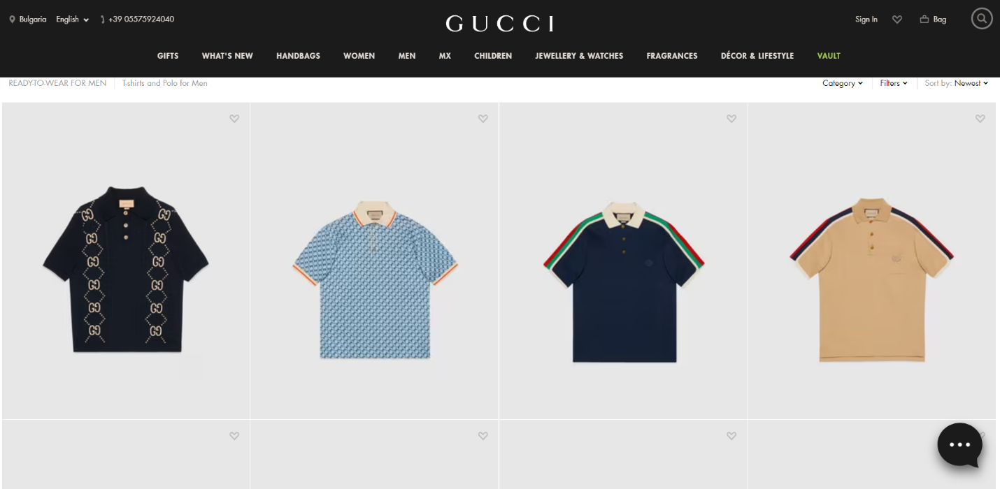 Bulgaria English +39 05575924040
GUCCI
Sign In Bag
GIFTS WHAT'S NEW HANDBAGS WOMEN MEN MX CHILDREN JEWELLERY & WATCHES FRAGRANCES DÉCOR & LIFESTYLE VAULT
READY-TO-WEAR FOR MEN T-shirts and Polo for Men
Category Filters Sort by: Newest